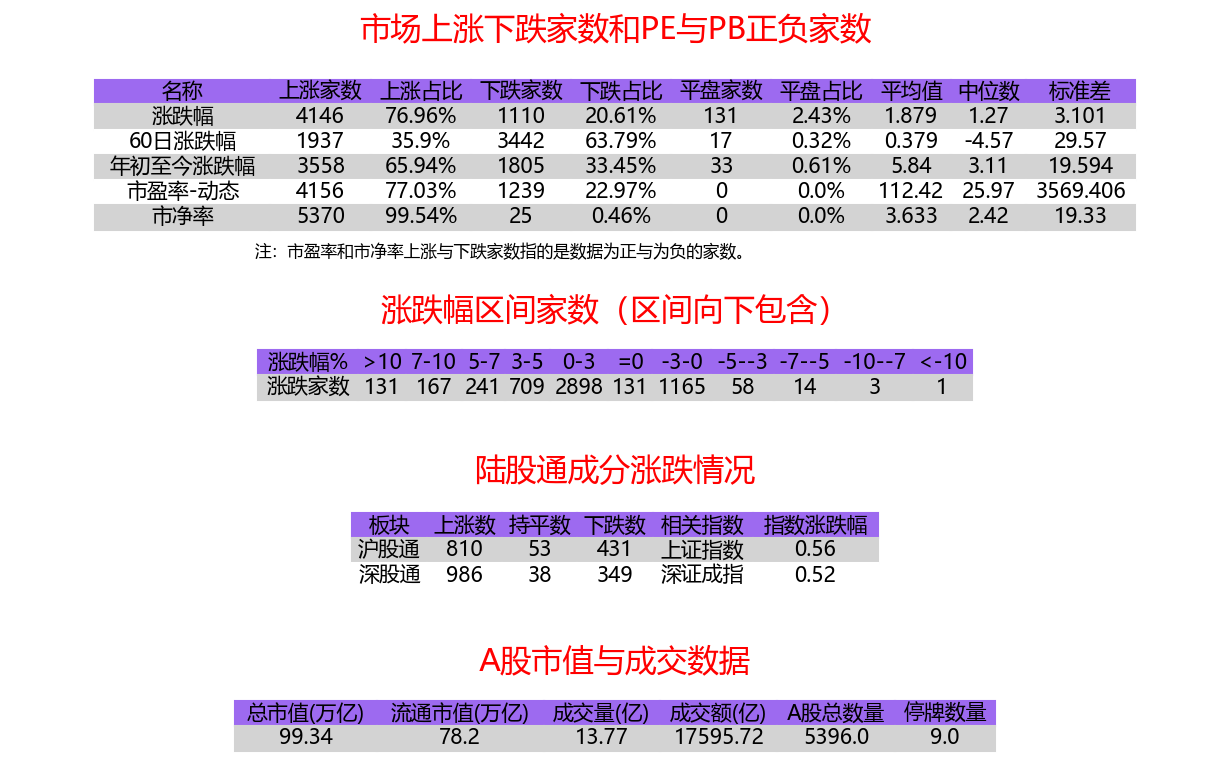 市场上涨下跌家数和PE与PB正负家数
名称 上涨家数 上涨占比 下跌家数 下跌占比 平盘家数 平盘占比 平均值 中位数 标准差
涨跌幅 4146 76.96% 1110 20.61% 131 2.43% 1.879 1.27 3.101
60日涨跌幅 1937 35.9% 3442 63.79% 17 0.32% 0.379 -4.57 29.57
年初至今涨跌幅 3558 65.94% 1805 33.45% 33 0.61% 5.84 3.11 19.594
市盈率-动态 4156 77.03% 1239 22.97% 0 0.0% 112.42 25.97 3569.406
市净率 5370 99.54% 25 0.46% 0 0.0% 3.633 2.42 19.33
注：市盈率和市净率上涨与下跌家数指的是数据为正与为负的家数。
涨跌幅区间家数（区间向下包含）
涨跌幅% >10 7-10 5-7 3-5 0-3 =0 -3-0 -5--3 -7--5 -10--7 <-10
涨跌家数 131 167 241 709 2898 131 1165 58 14 3 1
陆股通成分涨跌情况
板块 上涨数 持平数 下跌数 相关指数 指数涨跌幅
沪股通 810 53 431 上证指数 0.56
深股通 986 38 349 深证成指 0.52
A股市值与成交数据
总市值(万亿) 流通市值(万亿) 成交量(亿) 成交额(亿) A股总数量 停牌数量
99.34 78.2 13.77 17595.72 5396.0 9.0